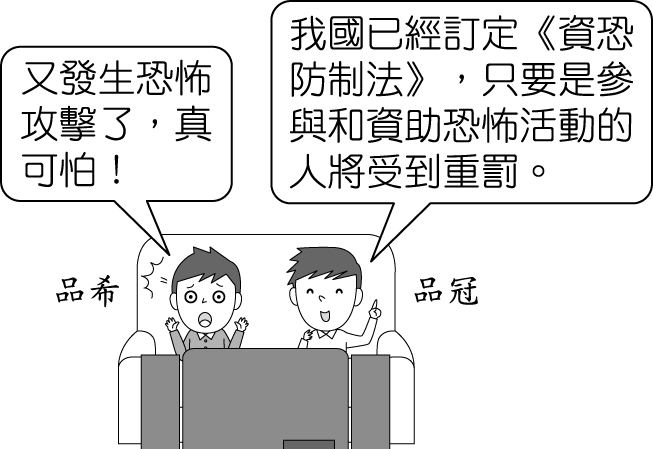 又發生恐怖
攻擊了，真
可怕！
我國已經訂定《資恐
防制法》，只要是參
與和資助恐怖活動的
人將受到重罰。
品希
品冠